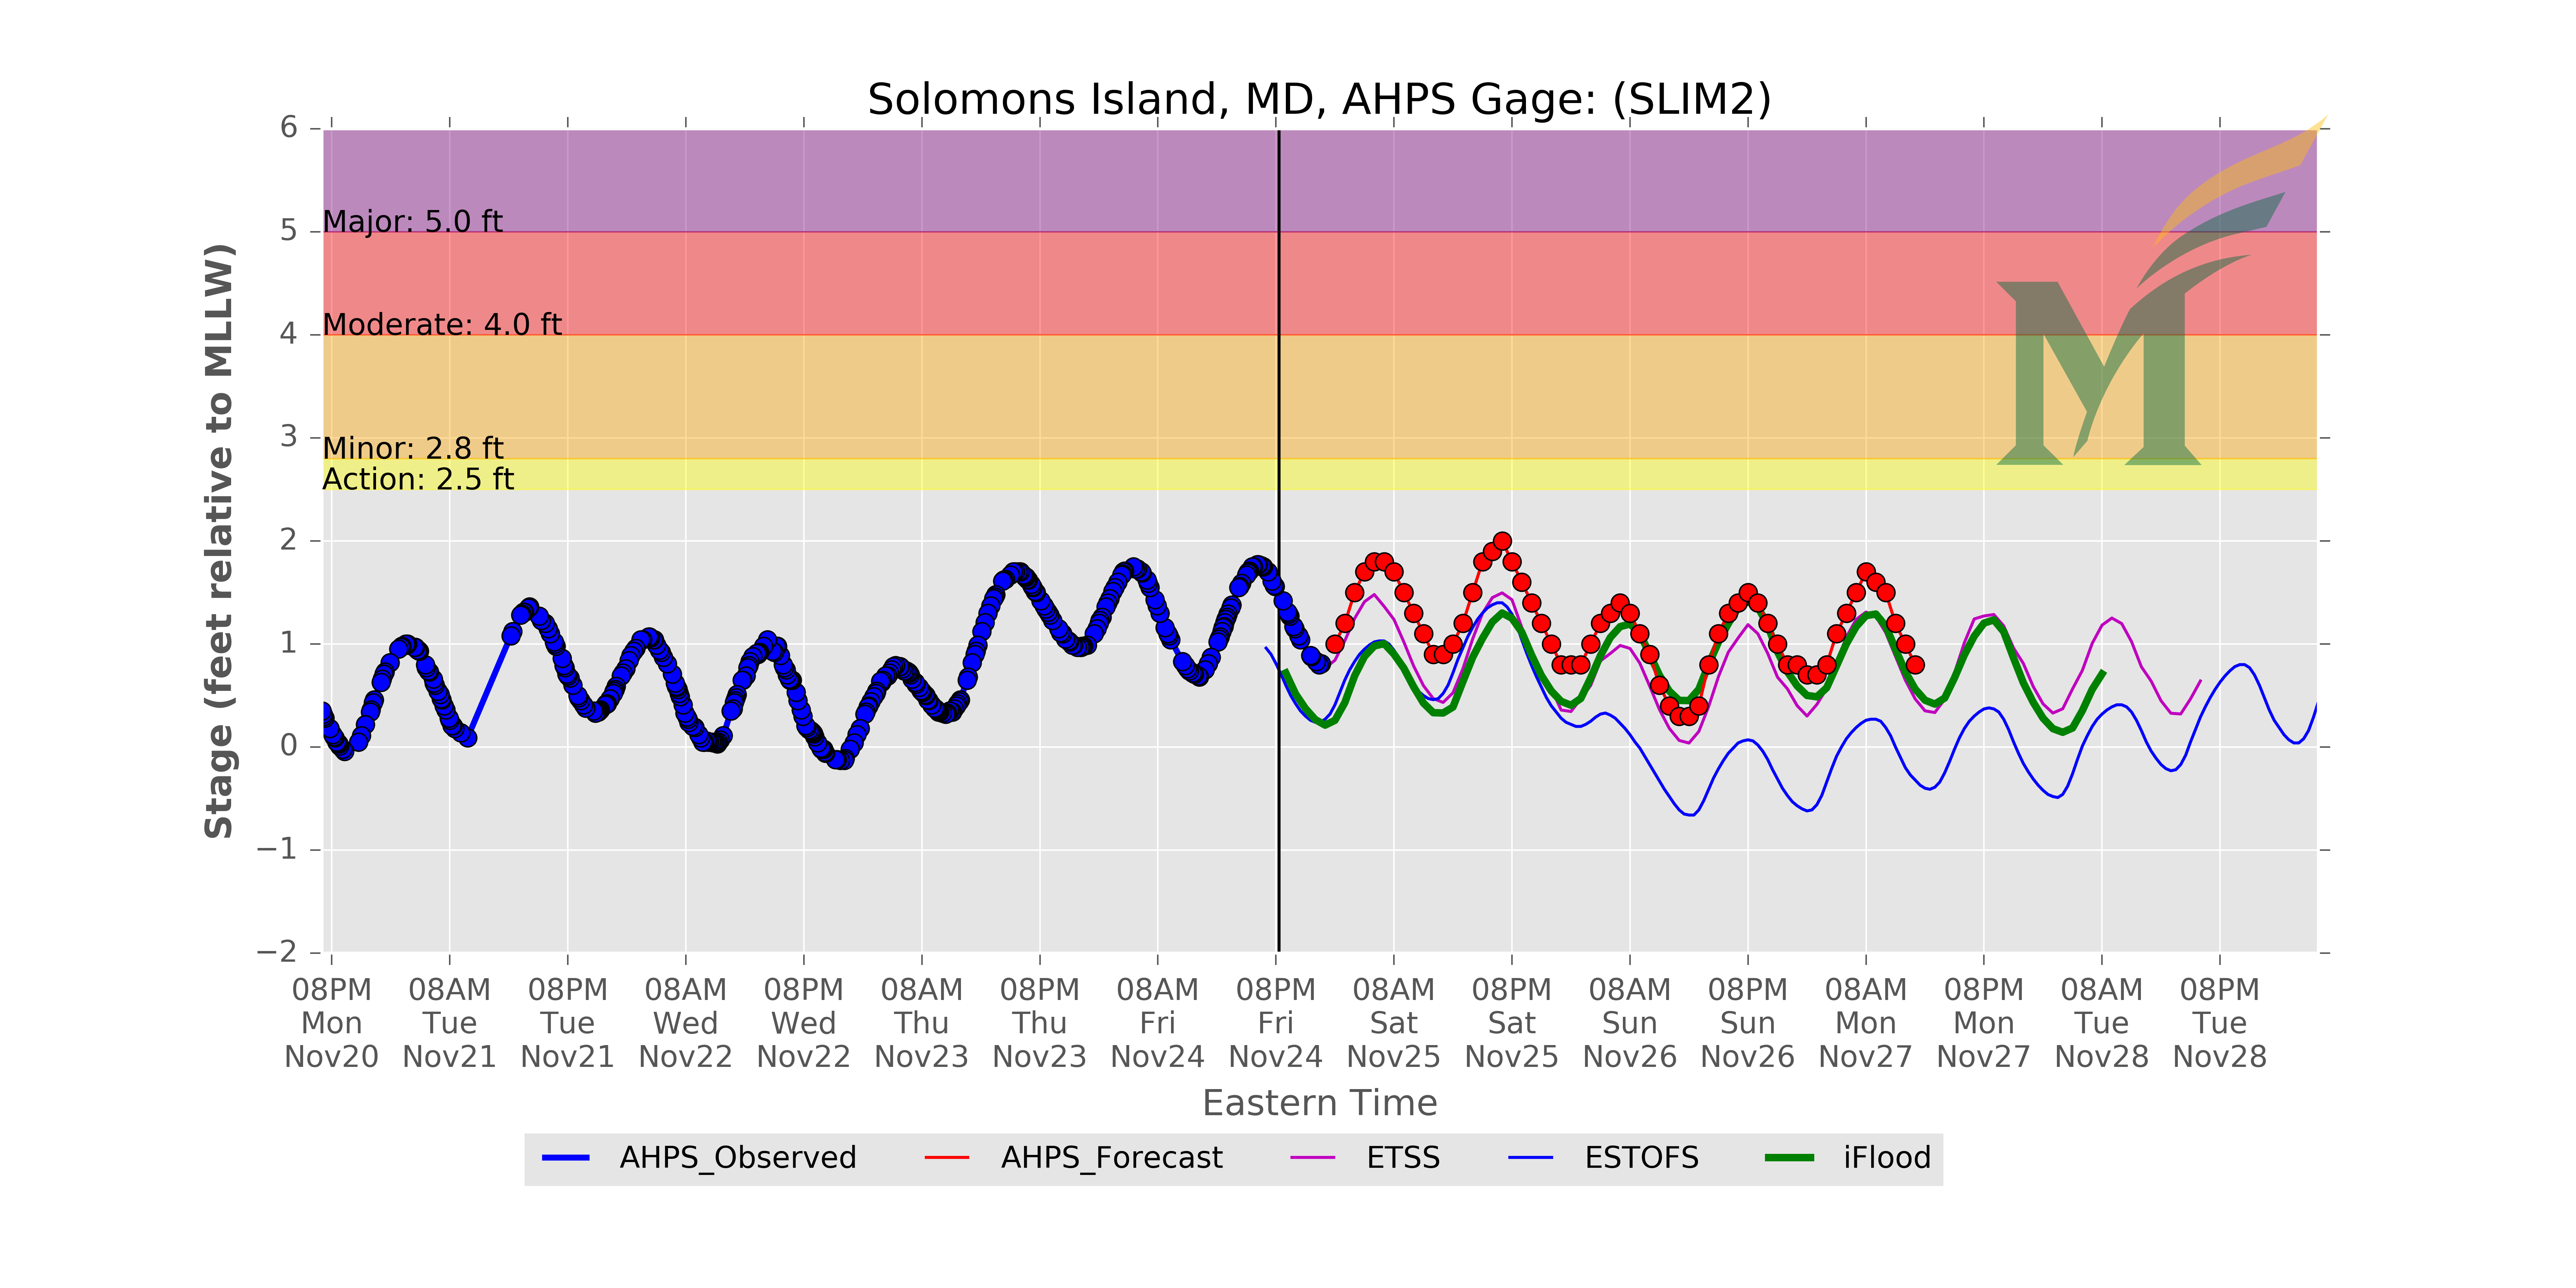 Solomons Island, MD, AHPS Gage: (SLIM2)
6
5
4
3
2
1
0
−1
−2
Stage (feet relative to MLLW)
Major: 5.0 ft
Moderate: 4.0 ft
Minor: 2.8 ft
Action: 2.5 ft
M
08PM 08AM 08PM 08AM 08PM 08AM 08PM 08AM 08PM 08AM 08PM 08AM 08PM 08AM 08PM 08AM 08PM
Mon Tue Tue Wed Wed Thu Thu Fri Fri Sat Sat Sun Sun Mon Mon Tue Tue
Nov20 Nov21 Nov21 Nov22 Nov22 Nov23 Nov23 Nov24 Nov24 Nov25 Nov25 Nov26 Nov26 Nov27 Nov27 Nov28 Nov28
Eastern Time
AHPS_Observed AHPS_Forecast ETSS ESTOFS iFlood